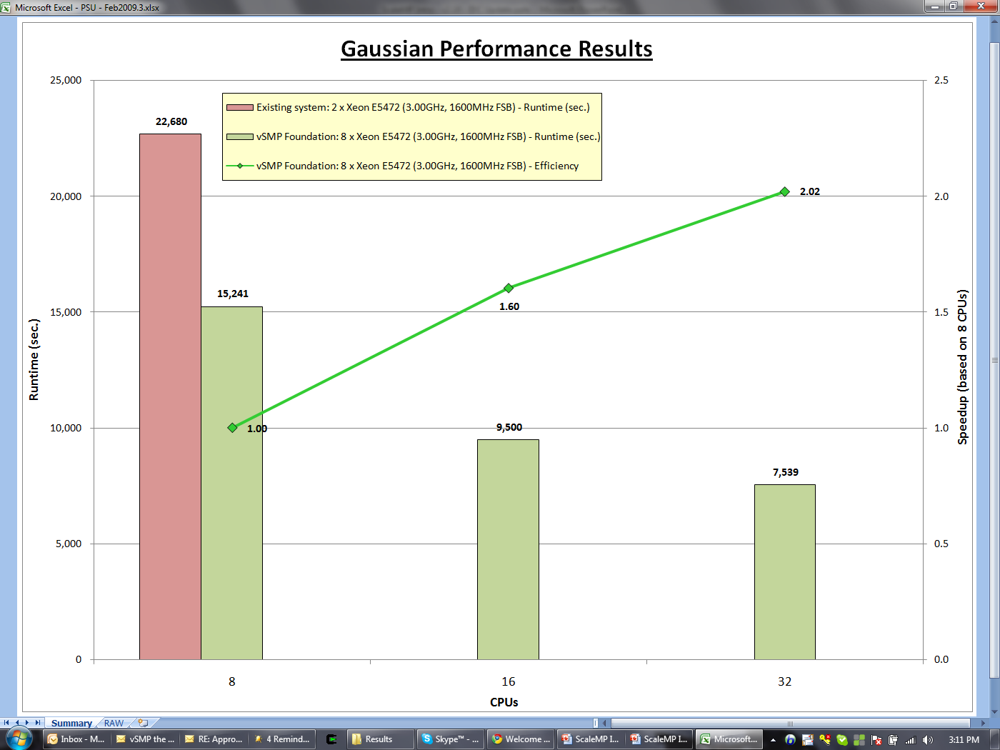 Microsoft Excel - PSU - Feb2009.3.xlsx
Gaussian Performance Results
25,000
2.5
Existing system: 2 x Xeon E5472 (3.00GHz, 1600MHz FSB) - Runtime (sec.)
22,680
vSMP Foundation: 8 x Xeon E5472 (3.00GHz, 1600MHz FSB) - Runtime (sec.)
vSMP Foundation: 8 x Xeon E5472 (3.00GHz, 1600MHz FSB) - Efficiency
20,000
2.02
2.0
15,241
1.60
15,000
1.5
Runtime (sec.)
Speedup (based on 8 CPUs)
10,000
1.00
9,500
1.0
7,539
5,000
0.5
0
0.0
8
16
32
CPUs
Summary
RAW
Inbox - M...
vSMP the ...
RE: Appro...
4 Remind...
Results
Skype™ - ...
Welcome ...
ScaleMP I...
ScaleMP I...
Microsoft...
3:11 PM